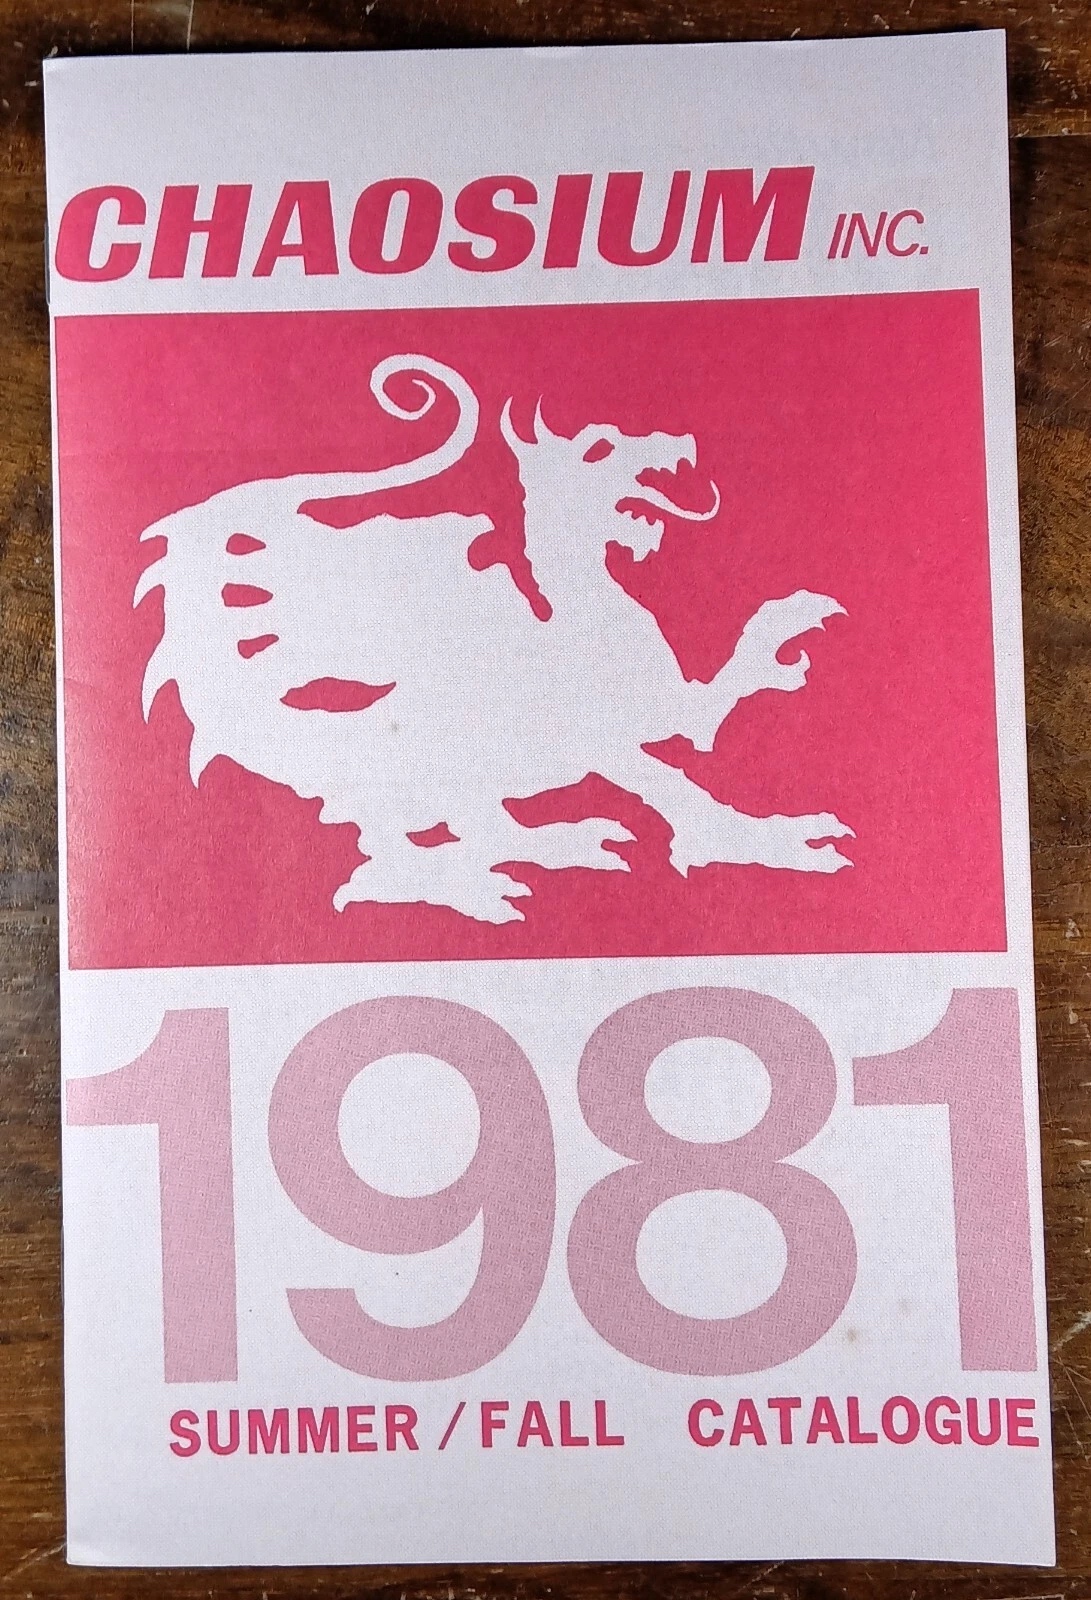 CHAOSIUM INC.
1981
SUMMER / FALL CATALOGUE